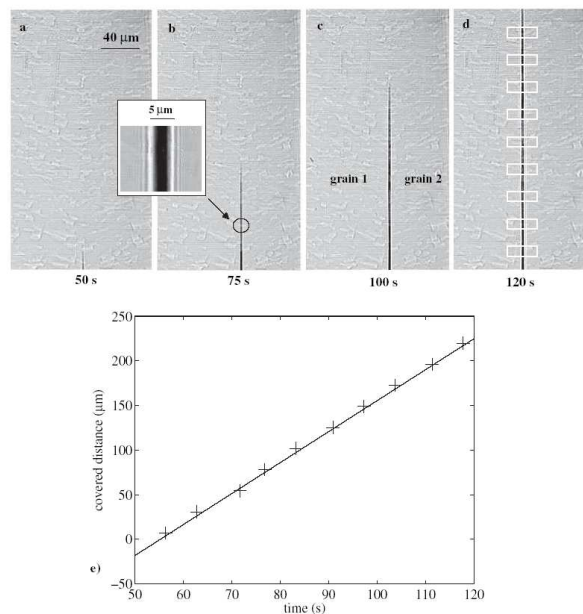 a
40 μm
b
5 μm
c
grain 1
grain 2
d
50 s
75 s
100 s
120 s
250
200
150
100
50
0
−50
covered distance (μm)
e)
50
60
70
80
90
100
110
120
time (s)